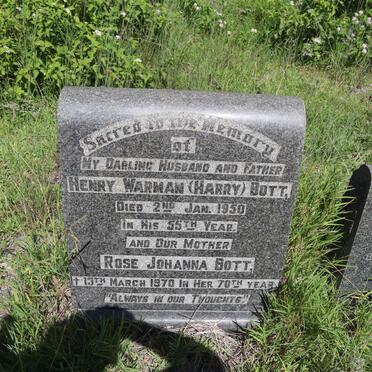 Sacred to the Memory
of
My Darling Husband and Father
Henry Warman (Harry) Bott,
Died 2ND Jan. 1950
In His 55TH Year.
and Our Mother
Rose Johanna Bott,
† 13TH March 1970 in Her 70TH Year.
"Always in our Thoughts."